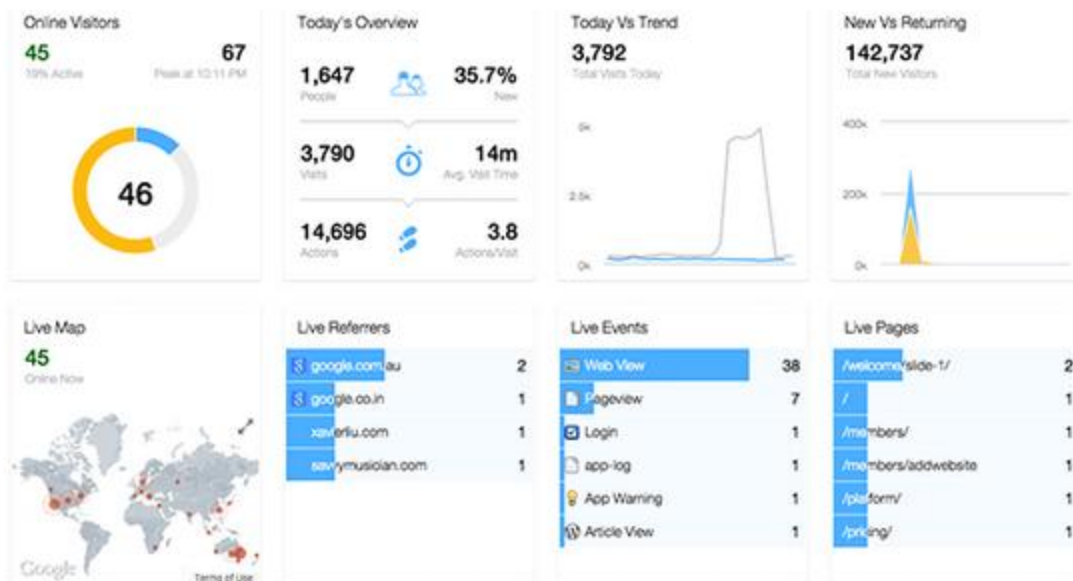 Online Visitors
45
67
19% Active
Peak at 10:11 PM
46
Today's Overview
1,647
35.7%
People
New
3,790
14m
Visits
Avg. Visit Time
14,696
3.8
Actions
Actions/Visit
Today Vs Trend
3,792
Total Visits Today
5k
2.5k
0k
New Vs Returning
142,737
Total New Visitors
400k
200k
0k
Live Map
45
Online Now
Google
Terms of Use
Live Referrers
google.com.au 2
google.co.in 1
xavierliu.com 1
savvymusician.com 1
Live Events
Web View 38
Pageview 7
Login 1
app-log 1
App Warning 1
Article View 1
Live Pages
/welcome/slide-1/ 2
/ 1
/members/ 1
/members/addwebsite 1
/platform/ 1
/pricing/ 1